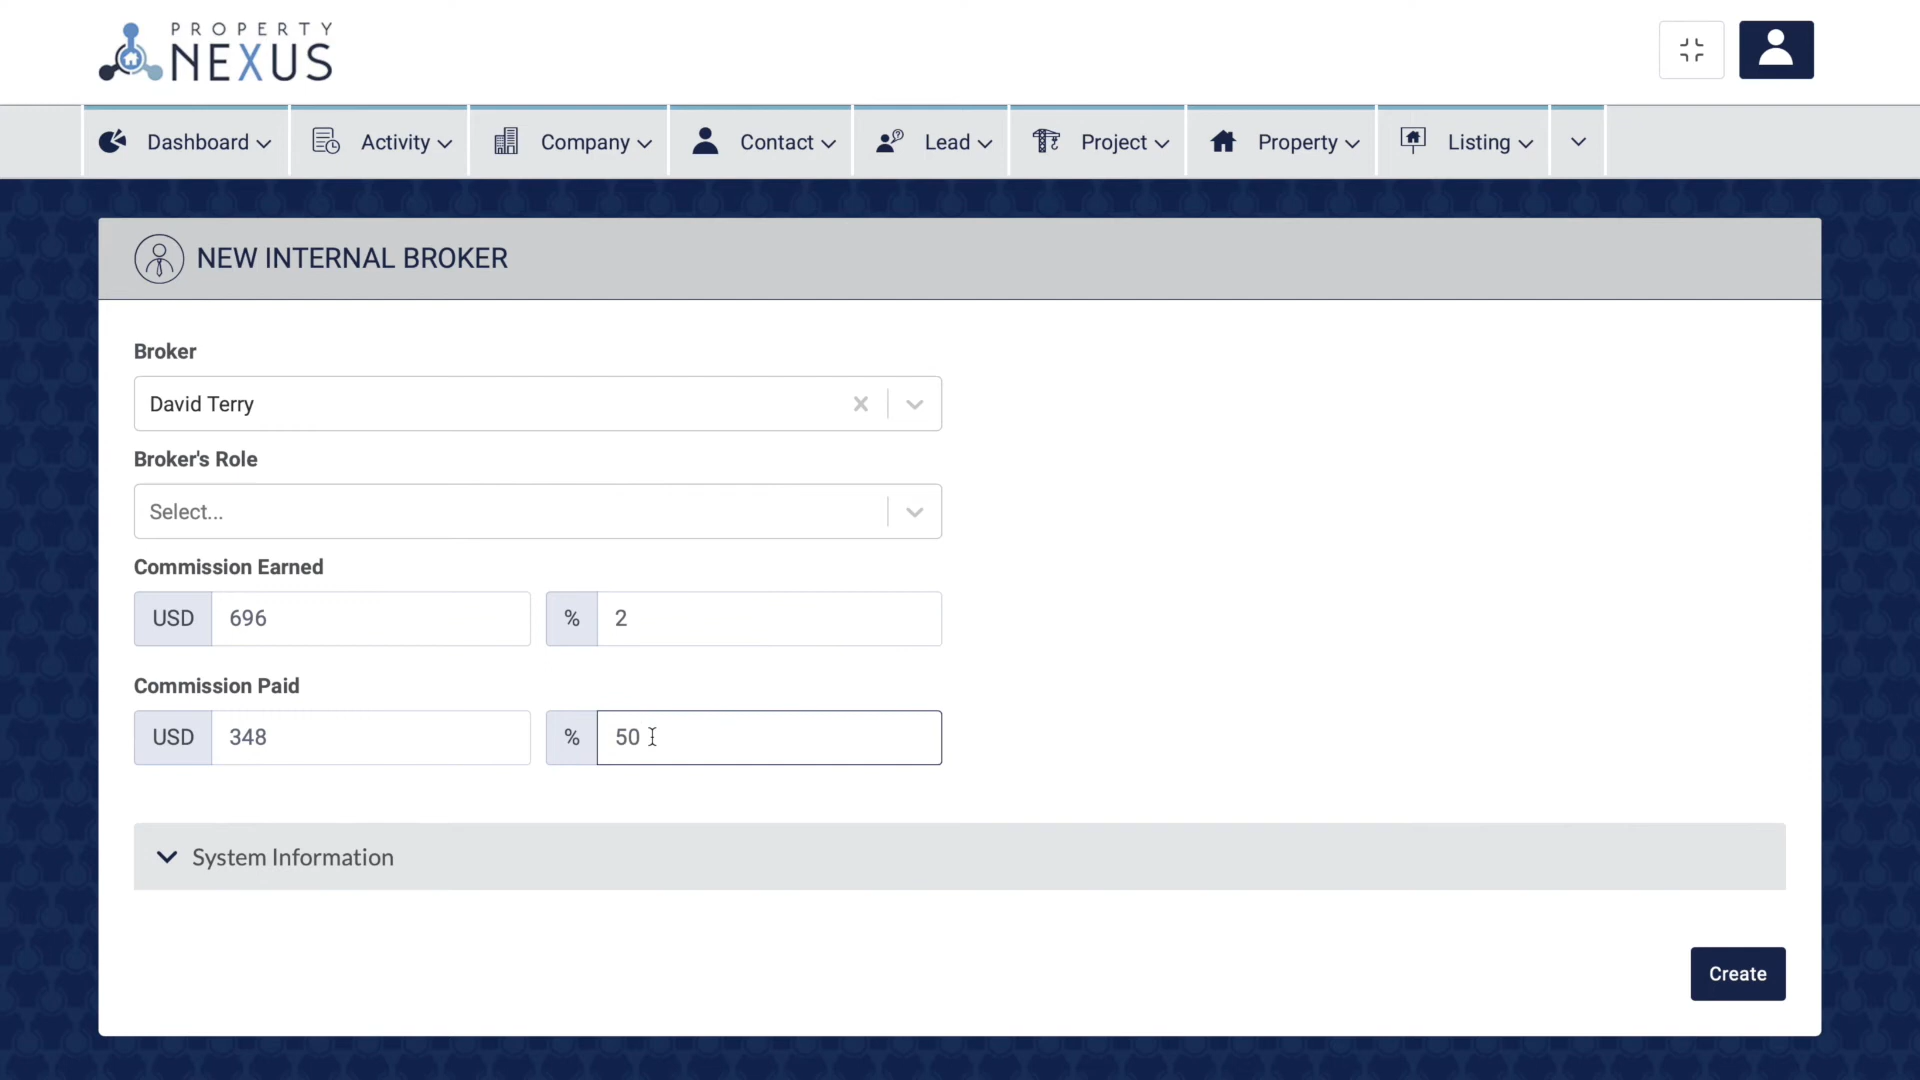 PROPERTY
NEXUS
Dashboard
Activity
Company
Contact
Lead
Project
Property
Listing
NEW INTERNAL BROKER
Broker
David Terry
Broker's Role
Select...
Commission Earned
USD 696 % 2
Commission Paid
USD 348 % 50
System Information
Create